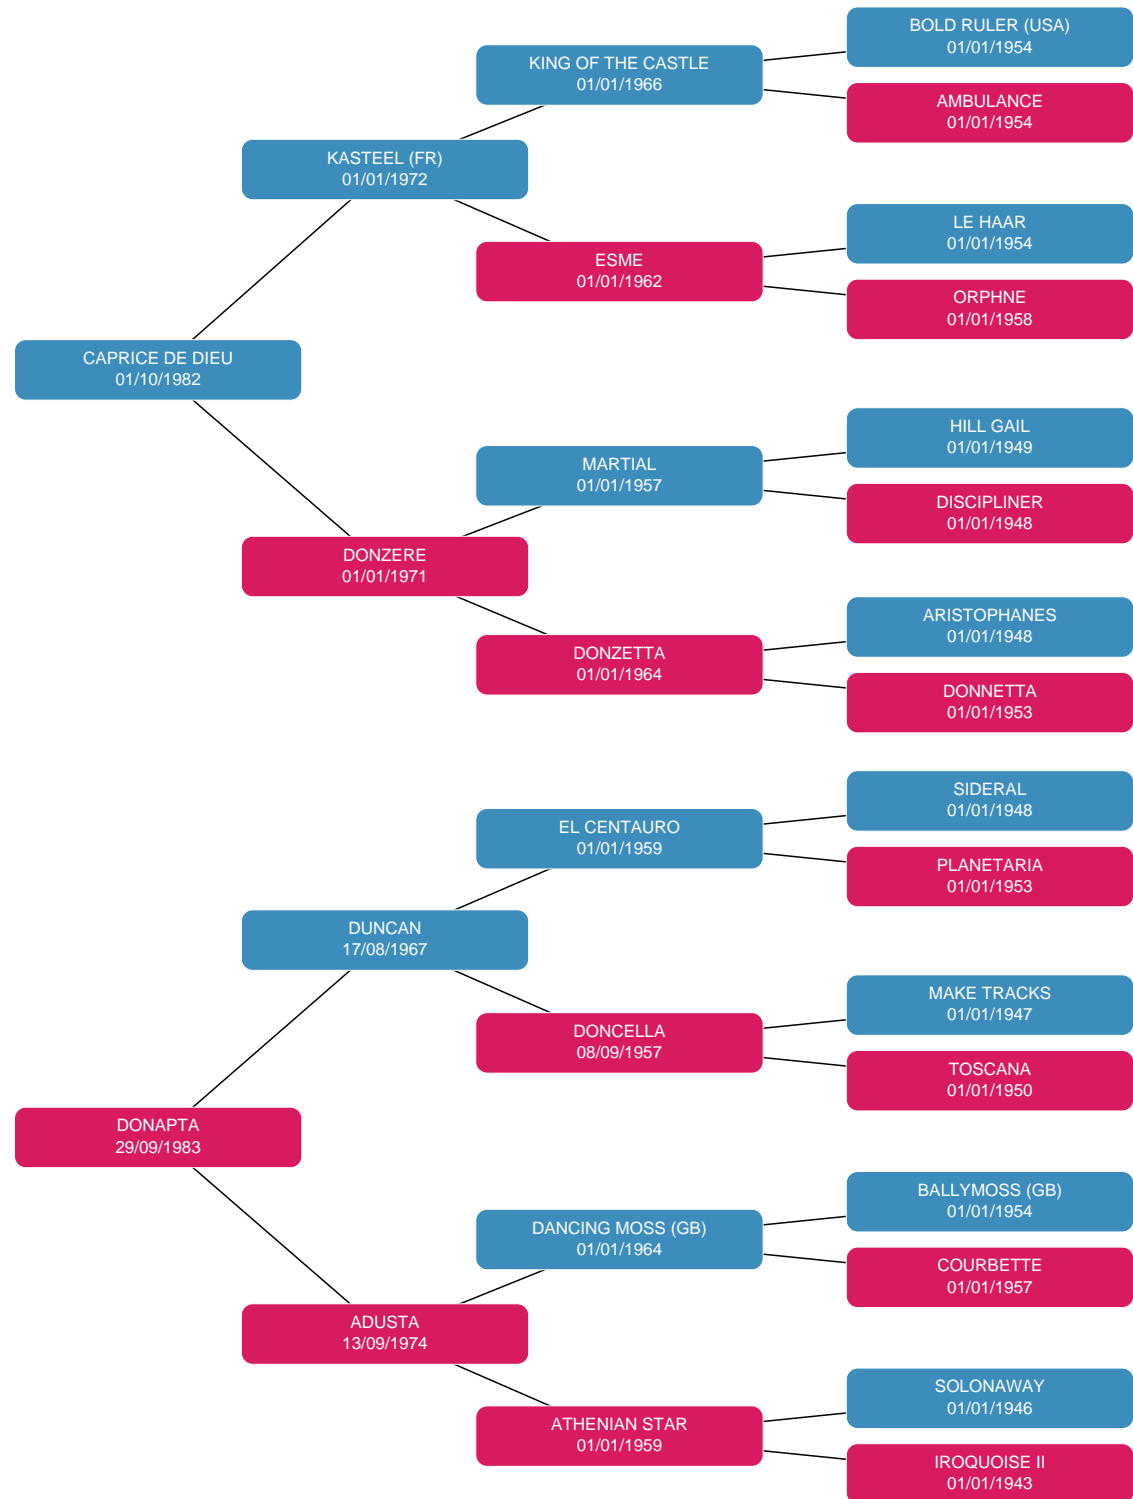 BOLD RULER (USA)
01/01/1954
KING OF THE CASTLE
01/01/1966
AMBULANCE
01/01/1954
KASTEEL (FR)
01/01/1972
LE HAAR
01/01/1954
ESME
01/01/1962
ORPHNE
01/01/1958
CAPRICE DE DIEU
01/10/1982
HILL GAIL
01/01/1949
MARTIAL
01/01/1957
DISCIPLINER
01/01/1948
DONZERE
01/01/1971
ARISTOPHANES
01/01/1948
DONZETTA
01/01/1964
DONNETTA
01/01/1953
SIDERAL
01/01/1948
EL CENTAURO
01/01/1959
PLANETARIA
01/01/1953
DUNCAN
17/08/1967
MAKE TRACKS
01/01/1947
DONCELLA
08/09/1957
TOSCANA
01/01/1950
DONAPTA
29/09/1983
BALLYMOSS (GB)
01/01/1954
DANCING MOSS (GB)
01/01/1964
COURBETTE
01/01/1957
ADUSTA
13/09/1974
SOLONAWAY
01/01/1946
ATHENIAN STAR
01/01/1959
IROQUOISE II
01/01/1943